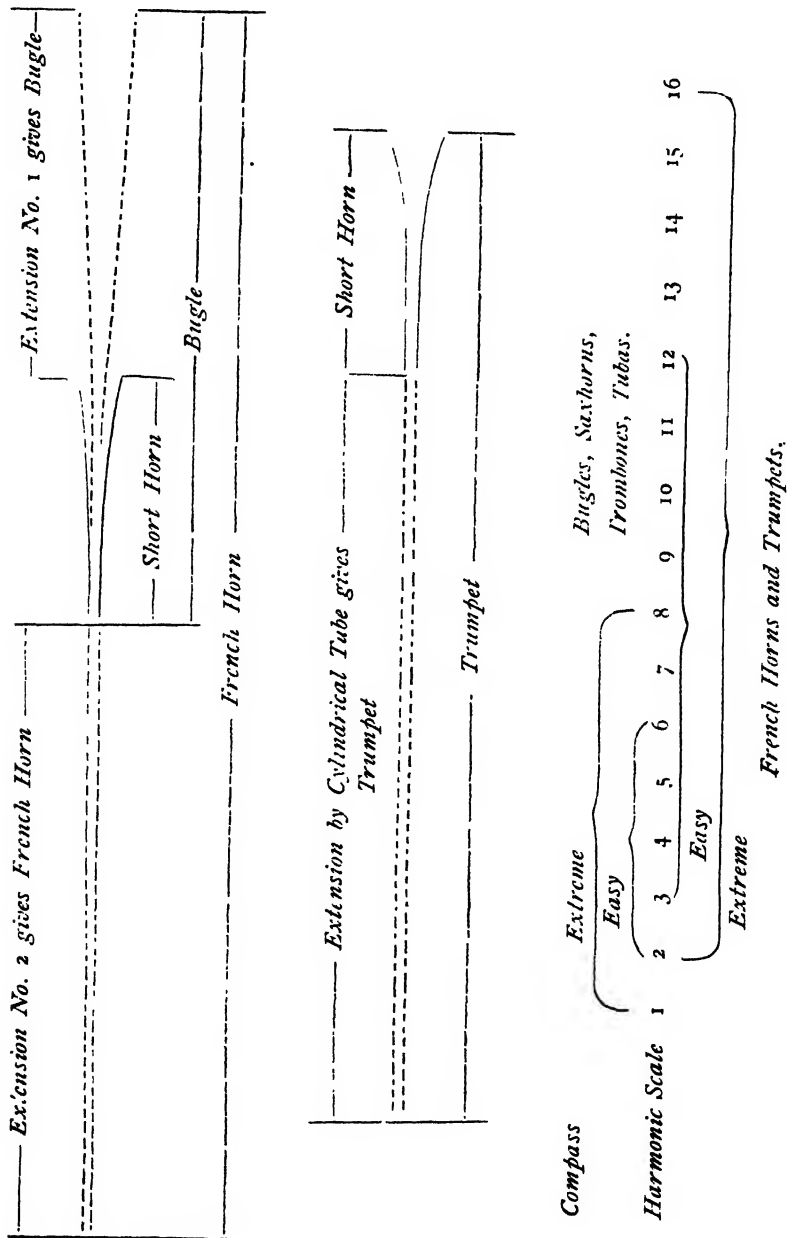 Extension No. 2 gives French Horn
Extension No. 1 gives Bugle
Short Horn
Bugle
French Horn
Extension by Cylindrical Tube gives
Trumpet
Short Horn
Trumpet
Compass
Extreme
Easy
Bugles, Saxhorns,
Trombones, Tubas.
Harmonic Scale 1 2 3 4 5 6 7 8 9 10 11 12 13 14 15 16
Easy
Extreme
French Horns and Trumpets.